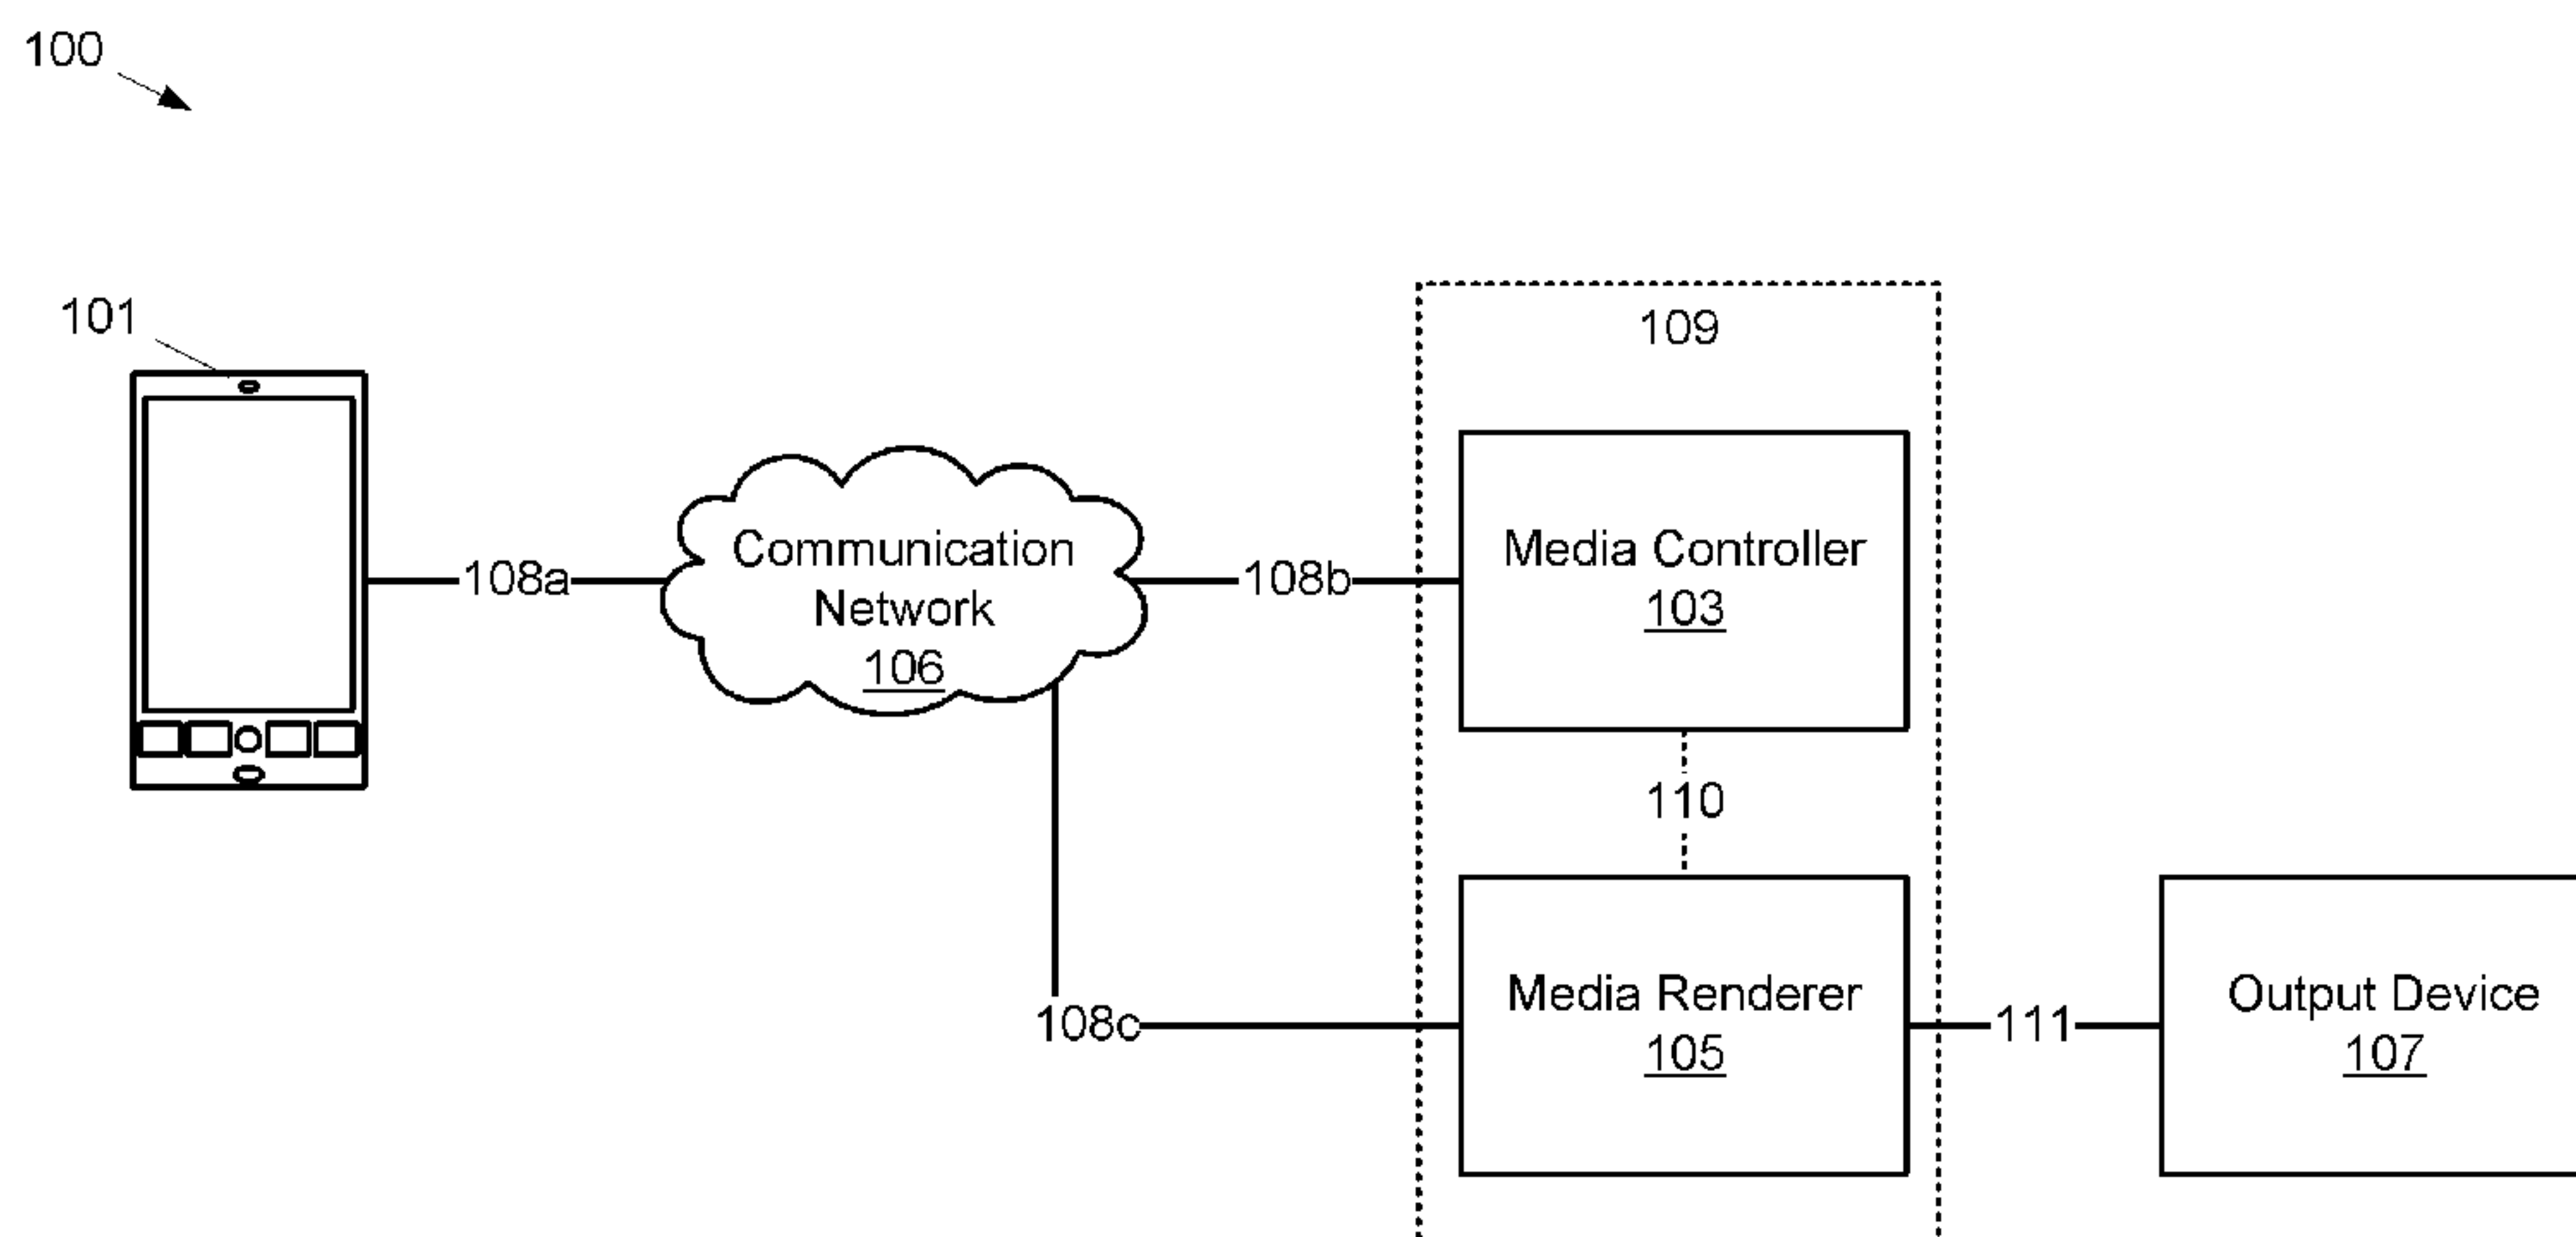 100
101
109
Communication
Network
106
108a
108b
Media Controller
103
110
108c
Media Renderer
105
111
Output Device
107